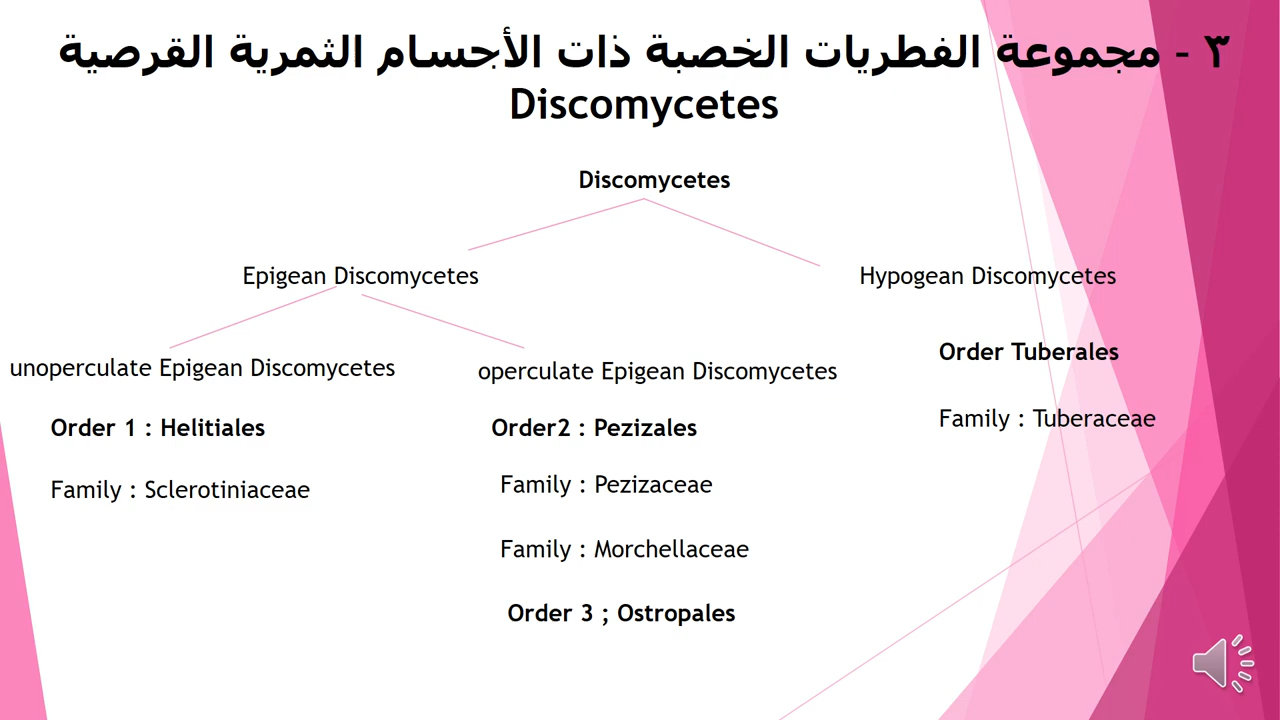 ٣ - مجموعة الفطريات الخصبة ذات الأجسام الثمرية القرصية
Discomycetes
Discomycetes
Epigean Discomycetes
Hypogean Discomycetes
unoperculate Epigean Discomycetes
operculate Epigean Discomycetes
Order Tuberales
Order 1 : Helitiales
Order2 : Pezizales
Family : Tuberaceae
Family : Sclerotiniaceae
Family : Pezizaceae
Family : Morchellaceae
Order 3 ; Ostropales